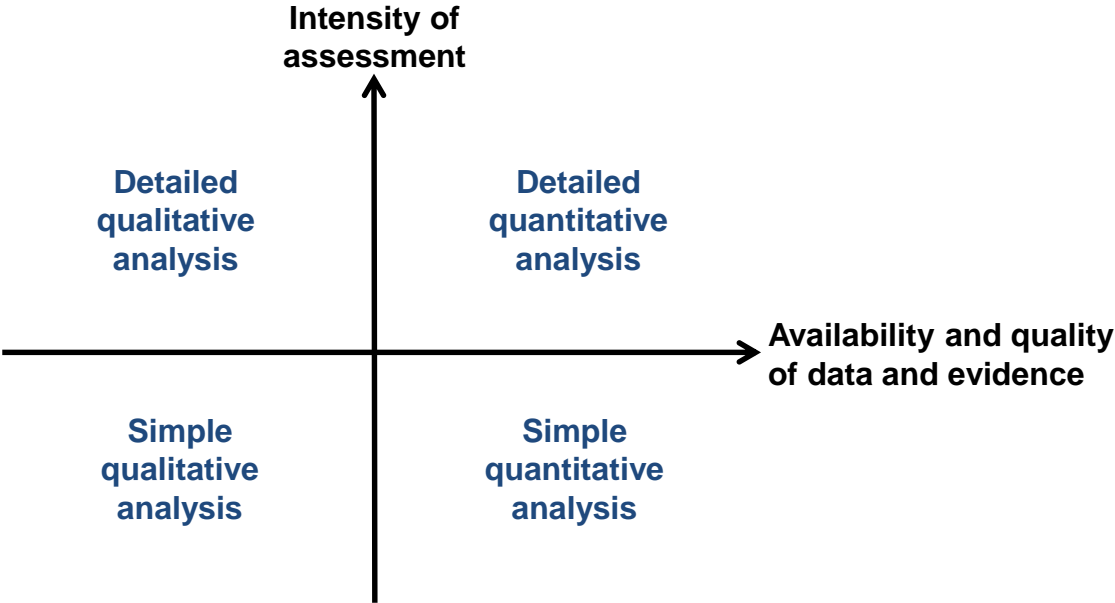 Intensity of
assessment
Detailed
qualitative
analysis
Detailed
quantitative
analysis
Availability and quality
of data and evidence
Simple
qualitative
analysis
Simple
quantitative
analysis